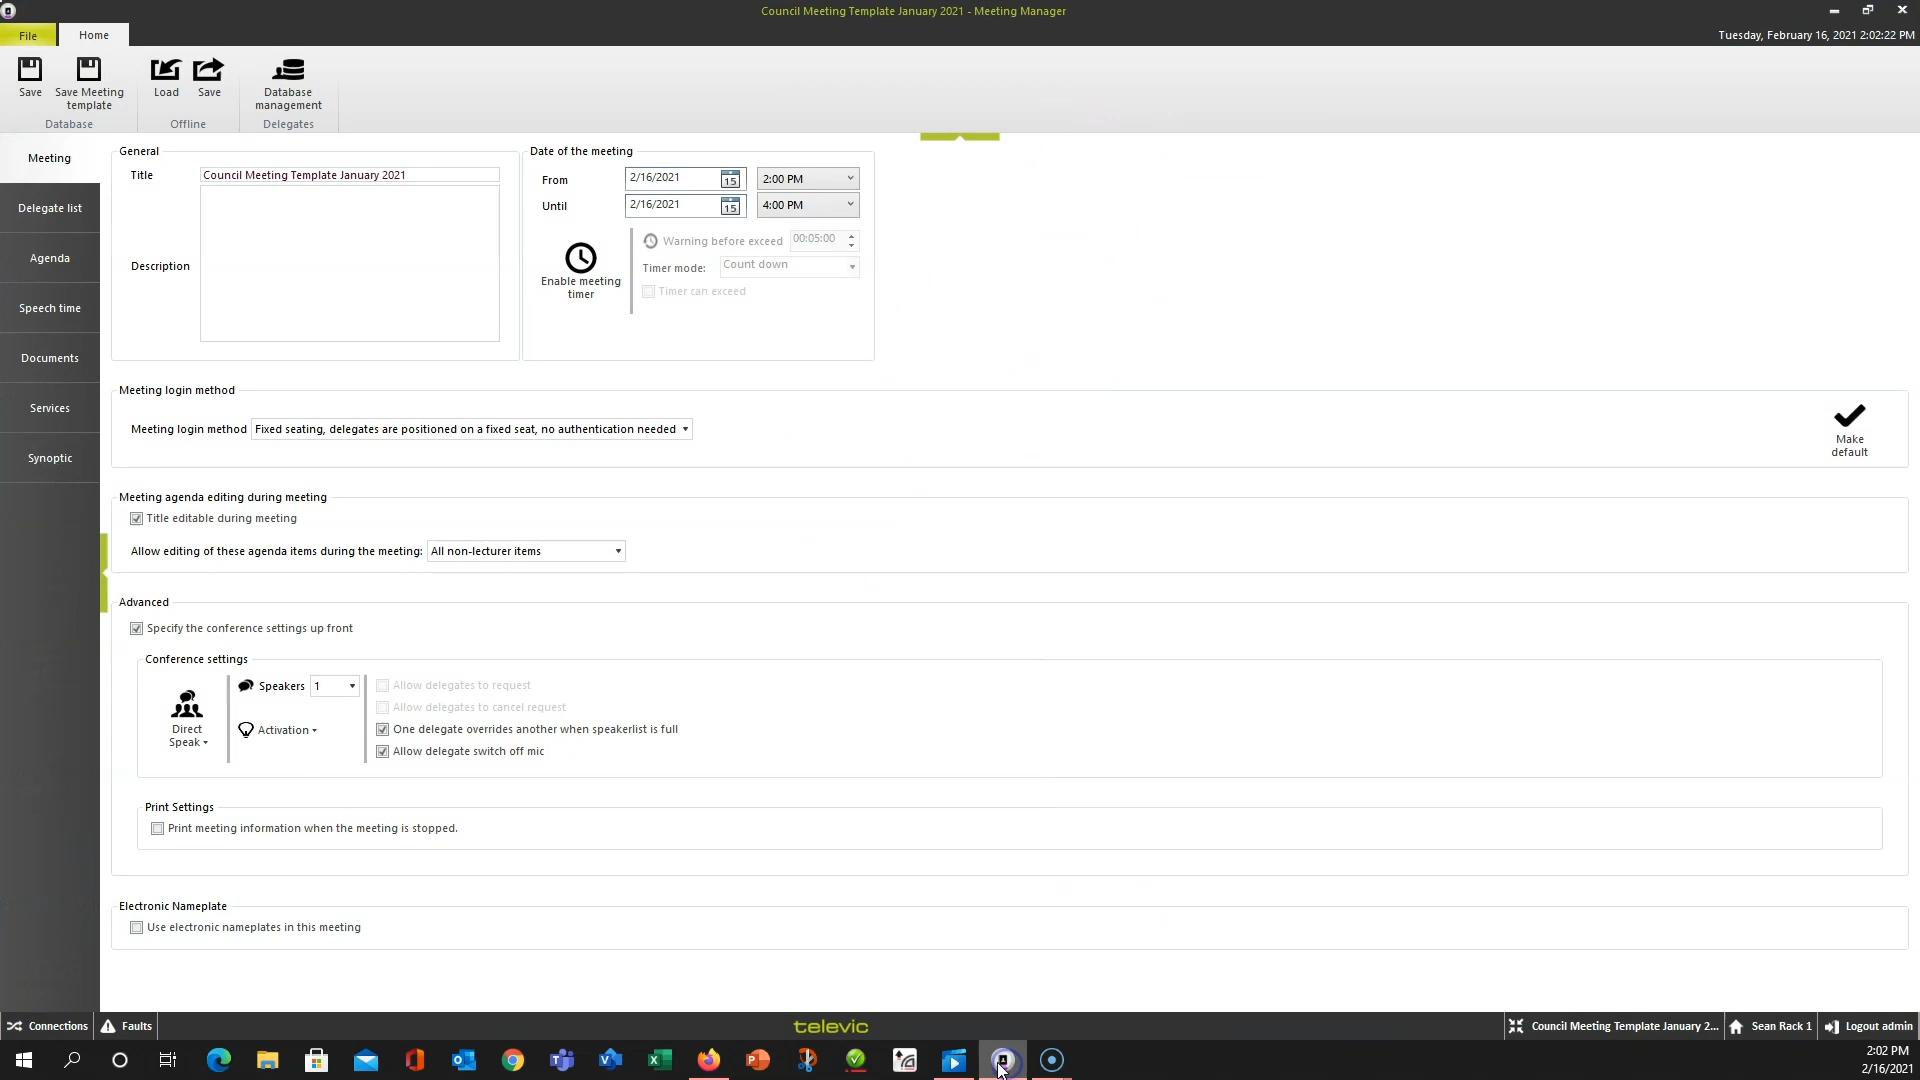 Council Meeting Template January 2021 - Meeting Manager
File
Home
Tuesday, February 16, 2021 2:02:22 PM
Save
Save Meeting
template
Load
Save
Database
management
Database
Offline
Delegates
Meeting
Delegate list
Agenda
Speech time
Documents
Services
Synoptic
General
Title
Council Meeting Template January 2021
Description
Date of the meeting
From
2/16/2021
15
2:00 PM
Until
2/16/2021
15
4:00 PM
Enable meeting
timer
Warning before exceed
00:05:00
Timer mode:
Count down
Timer can exceed
Meeting login method
Meeting login method
Fixed seating, delegates are positioned on a fixed seat, no authentication needed
Make
default
Meeting agenda editing during meeting
Title editable during meeting
Allow editing of these agenda items during the meeting:
All non-lecturer items
Advanced
Specify the conference settings up front
Conference settings
Direct
Speak
Speakers
1
Activation
Allow delegates to request
Allow delegates to cancel request
One delegate overrides another when speakerlist is full
Allow delegate switch off mic
Print Settings
Print meeting information when the meeting is stopped.
Electronic Nameplate
Use electronic nameplates in this meeting
Connections
Faults
televic
Council Meeting Template January 2...
Sean Rack 1
Logout admin
2:02 PM
2/16/2021